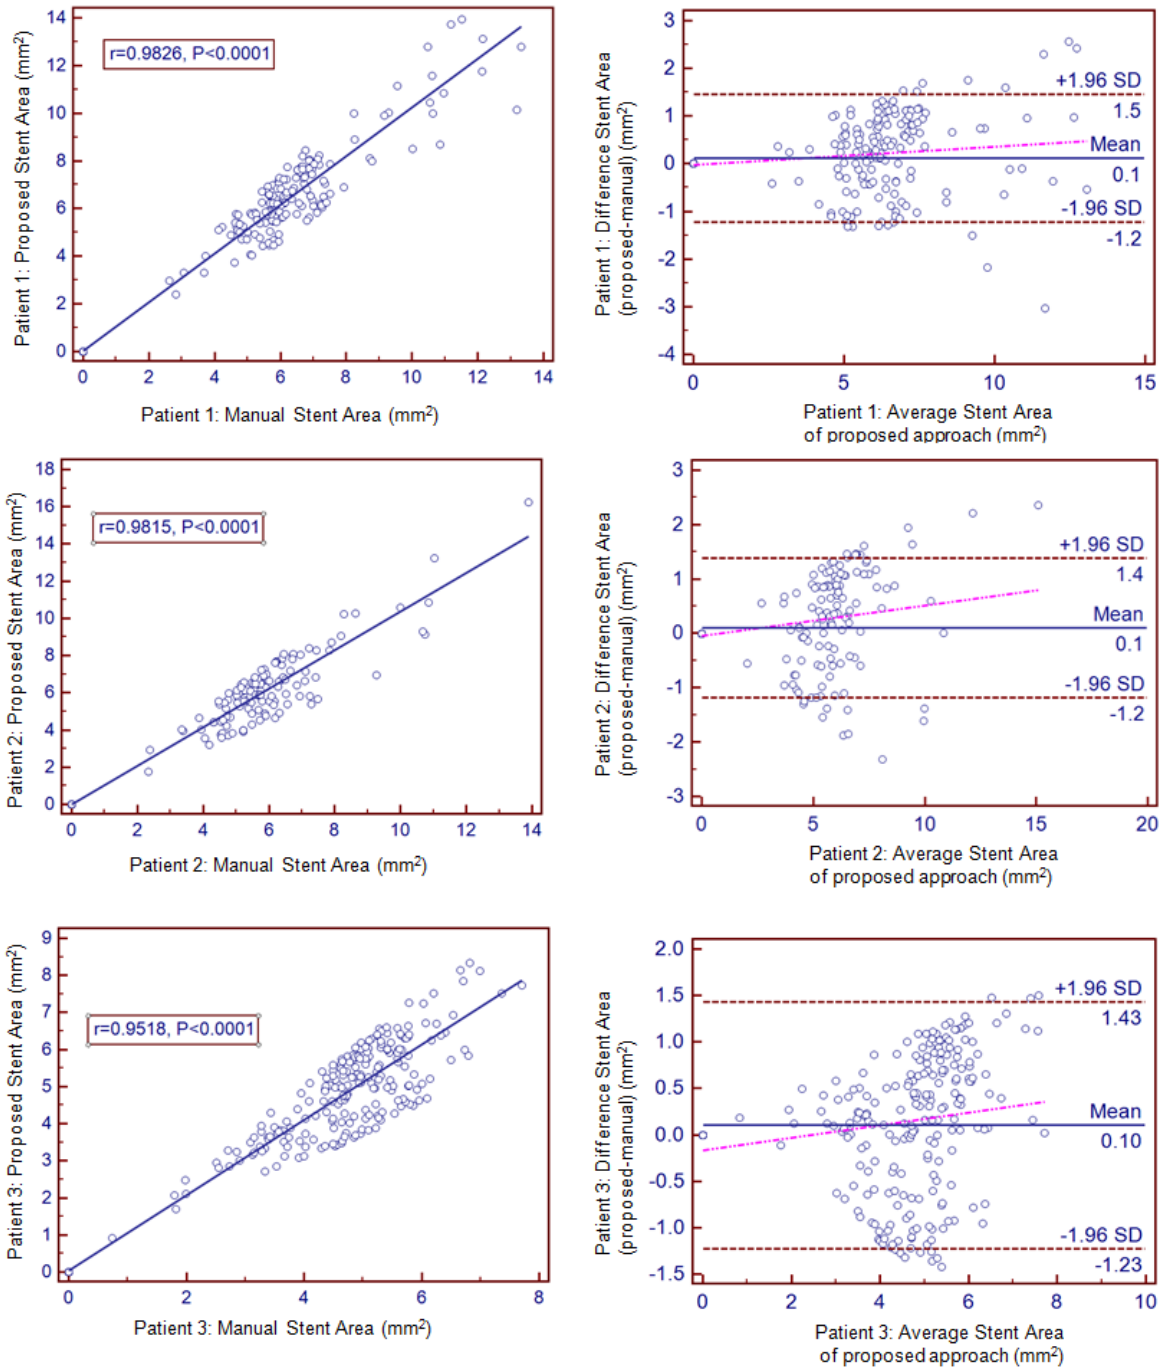 Patient 1: Proposed Stent Area (mm²)
14
12
10
8
6
4
2
0
r=0.9826, P<0.0001
0 2 4 6 8 10 12 14
Patient 1: Manual Stent Area (mm²)
Patient 1: Difference Stent Area
(proposed-manual) (mm²)
3
2
1
0
-1
-2
-3
-4
+1.96 SD
1.5
Mean
0.1
-1.96 SD
-1.2
0 5 10 15
Patient 1: Average Stent Area
of proposed approach (mm²)
Patient 2: Proposed Stent Area (mm²)
18
16
14
12
10
8
6
4
2
0
r=0.9815, P<0.0001
0 2 4 6 8 10 12 14
Patient 2: Manual Stent Area (mm²)
Patient 2: Difference Stent Area
(proposed-manual) (mm²)
3
2
1
0
-1
-2
-3
+1.96 SD
1.4
Mean
0.1
-1.96 SD
-1.2
0 5 10 15 20
Patient 2: Average Stent Area
of proposed approach (mm²)
Patient 3: Proposed Stent Area (mm²)
9
8
7
6
5
4
3
2
1
0
r=0.9518, P<0.0001
0 2 4 6 8
Patient 3: Manual Stent Area (mm²)
Patient 3: Difference Stent Area
(proposed-manual) (mm²)
2.0
1.5
1.0
0.5
0.0
-0.5
-1.0
-1.5
+1.96 SD
1.43
Mean
0.10
-1.96 SD
-1.23
0 2 4 6 8 10
Patient 3: Average Stent Area
of proposed approach (mm²)